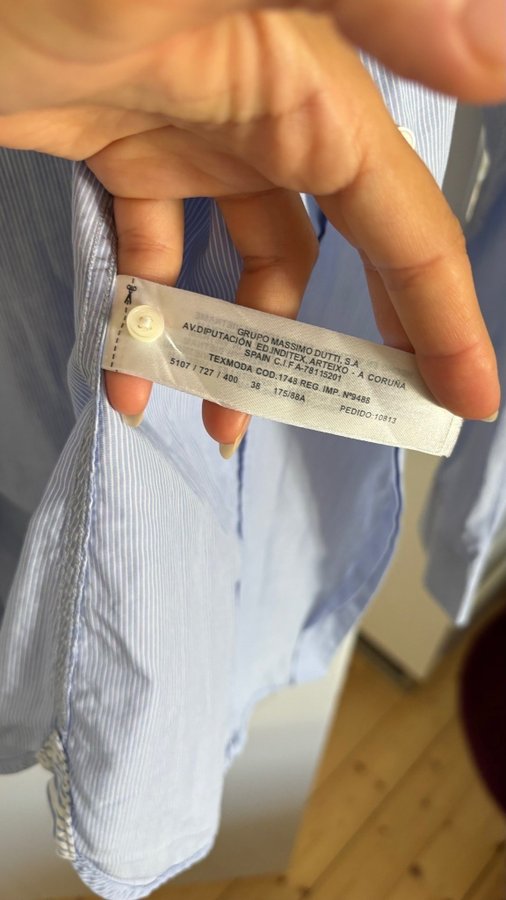 GRUPO MASSIMO DUTTI, S.A
AV.DIPUTACIÓN ED.INDITEX, ARTEIXO - A CORUÑA
SPAIN C.I.F A-78115201
TEXMODA COD.1748 REG.IMP. Nº9488
5107 / 727 / 400 38 175/88A
PEDIDO-10813